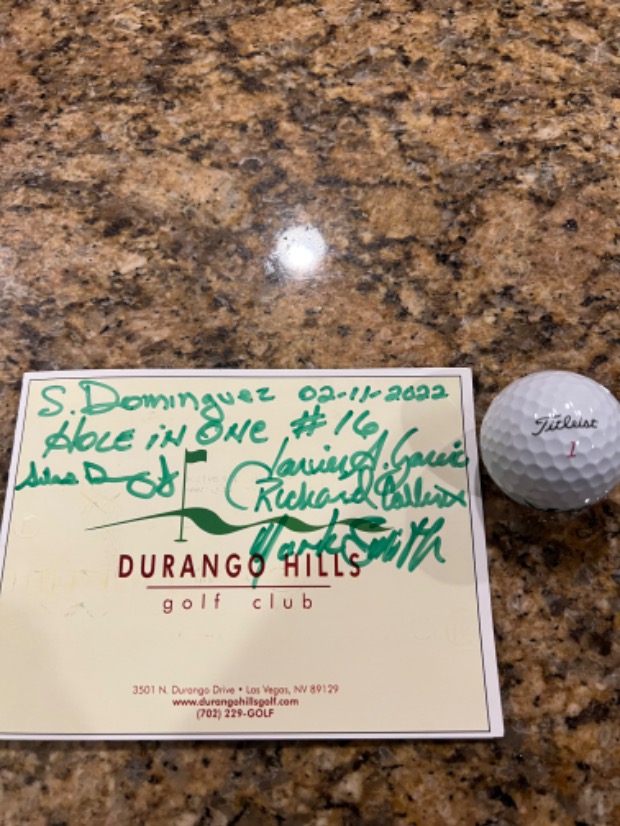 S. Dominguez 02-11-2022
HOLE iN ONE #16
Richard
Mark Smith
DURANGO HILLS
golf club
3501 N. Durango Drive • Las Vegas, NV 89129
www.durangohillsgolf.com
(702) 229-GOLF
Titleist
1